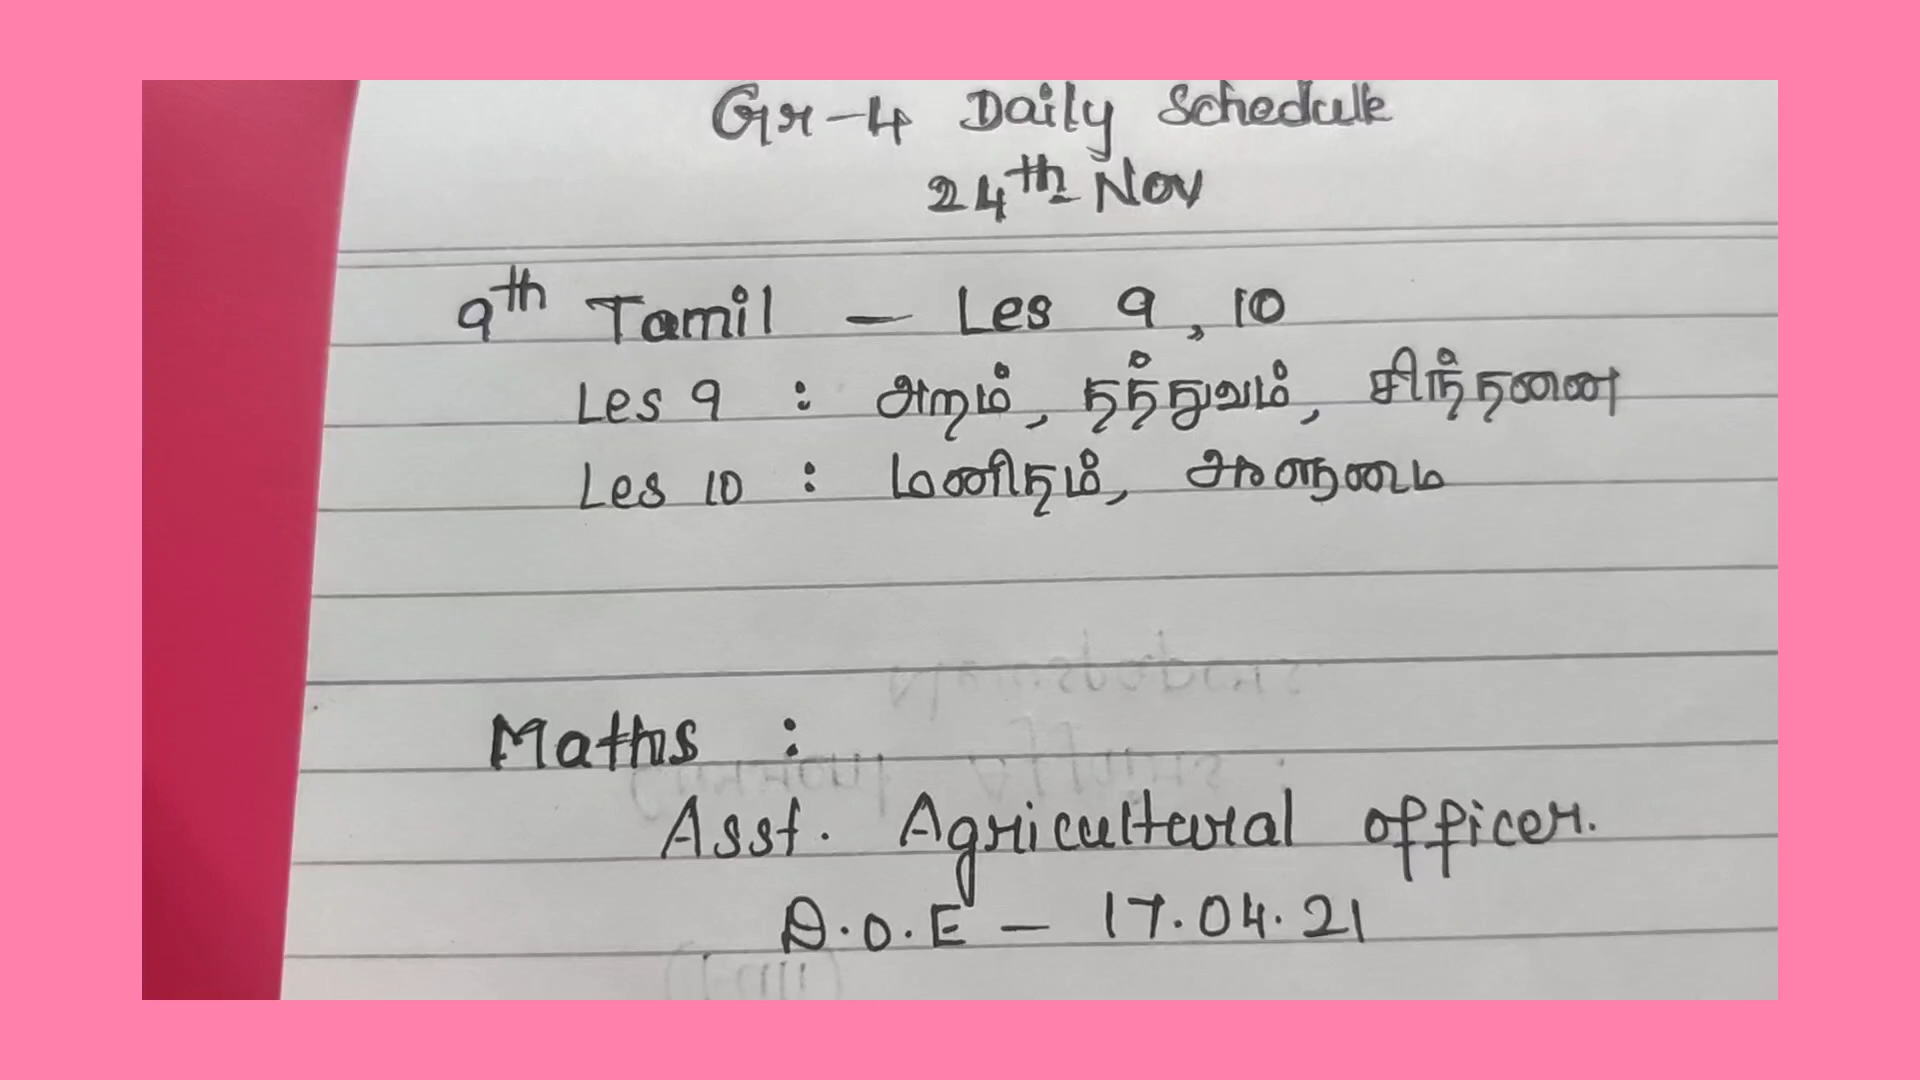 Gr-4 Daily Schedule
24th Nov
9th Tamil - Les 9, 10
Les 9 : அறம், தத்துவம், சிந்தனை
Les 10 : மனிதம், ஆளுமை
Maths :
Asst. Agricultural officer.
D.O.E - 17.04.21